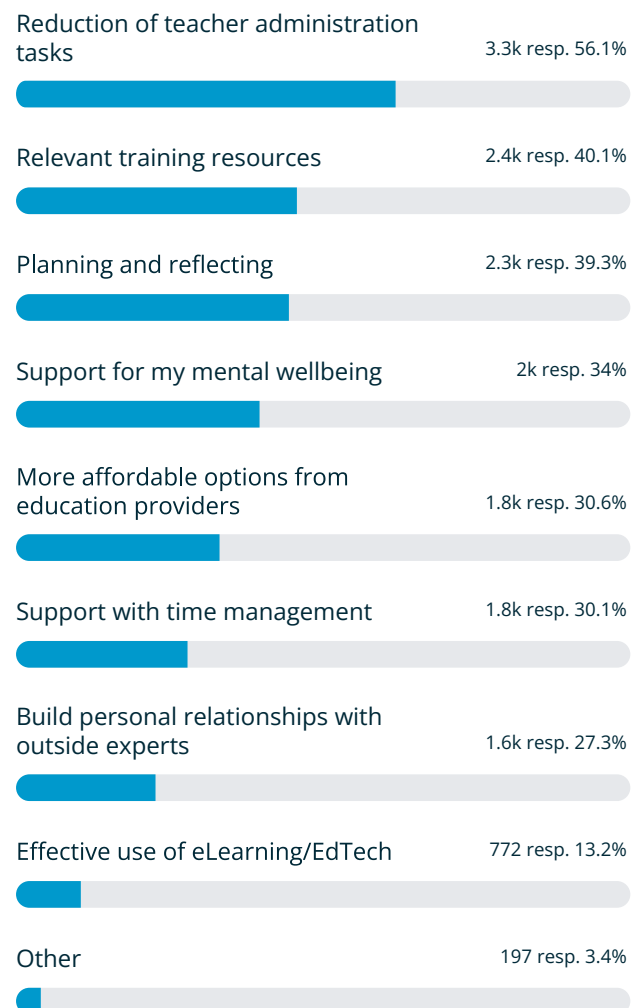 Reduction of teacher administration
tasks
3.3k resp. 56.1%
Relevant training resources
2.4k resp. 40.1%
Planning and reflecting
2.3k resp. 39.3%
Support for my mental wellbeing
2k resp. 34%
More affordable options from
education providers
1.8k resp. 30.6%
Support with time management
1.8k resp. 30.1%
Build personal relationships with
outside experts
1.6k resp. 27.3%
Effective use of eLearning/EdTech
772 resp. 13.2%
Other
197 resp. 3.4%